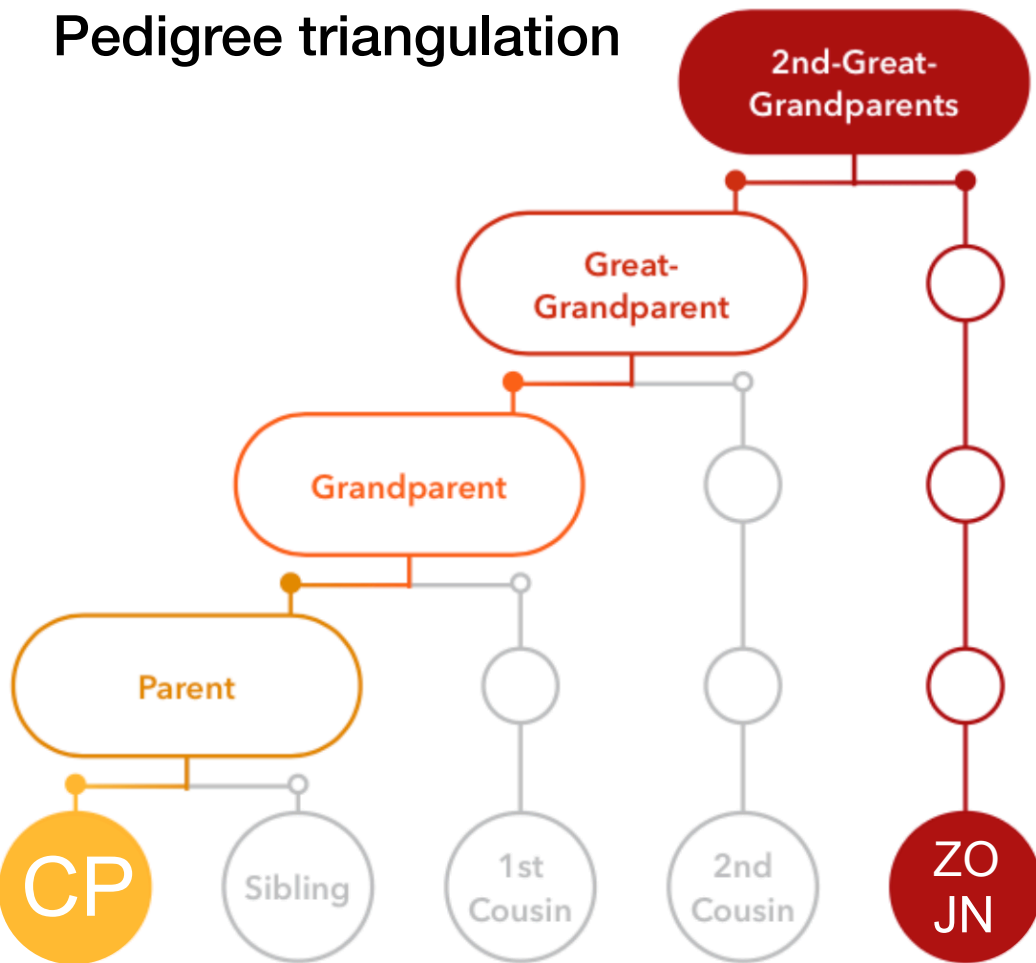 Pedigree triangulation
2nd-Great-
Grandparents
Great-
Grandparent
Grandparent
Parent
CP
Sibling
1st
Cousin
2nd
Cousin
ZO
JN